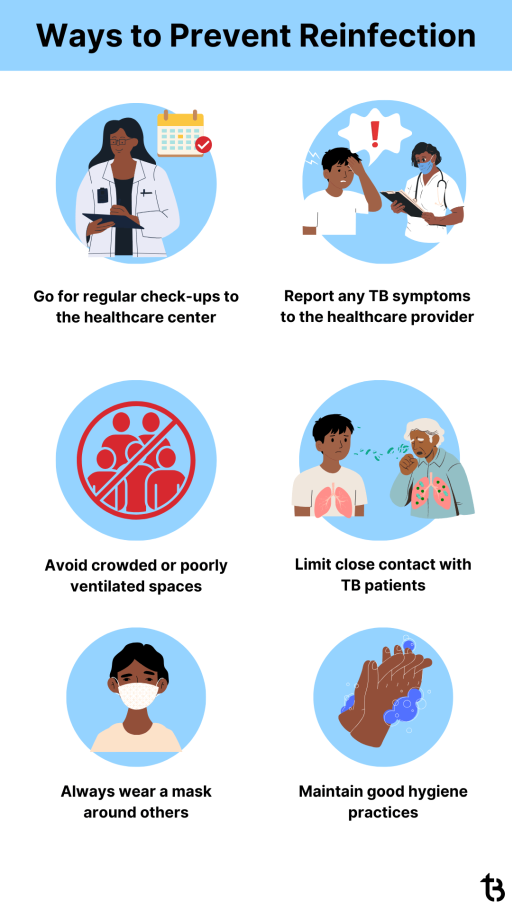 Ways to Prevent Reinfection
Go for regular check-ups to
the healthcare center
Report any TB symptoms
to the healthcare provider
Avoid crowded or poorly
ventilated spaces
Limit close contact with
TB patients
Always wear a mask
around others
Maintain good hygiene
practices
tB